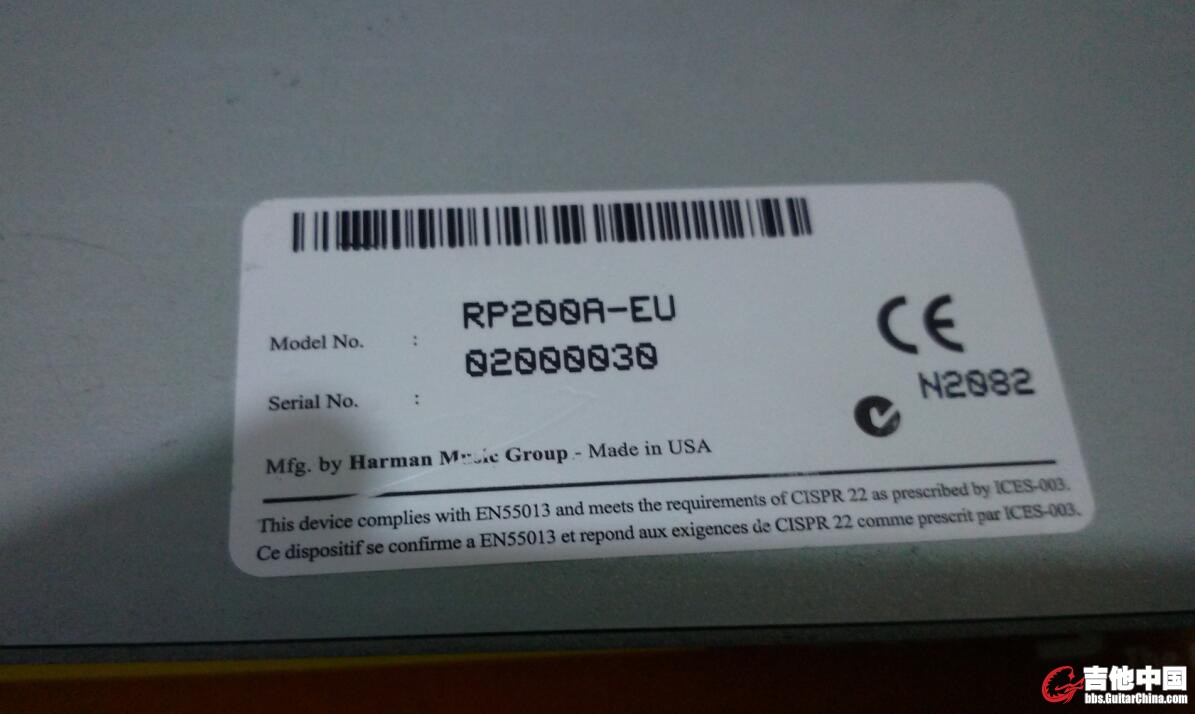 Model No. : RP200A-EU
02000030
Serial No. :
CE
N2082
Mfg. by Harman Music Group - Made in USA
This device complies with EN55013 and meets the requirements of CISPR 22 as prescribed by ICES-003.
Ce dispositif se confirme a EN55013 et repond aux exigences de CISPR 22 comme prescrit par ICES-003.
吉他中国
bbs.GuitarChina.com